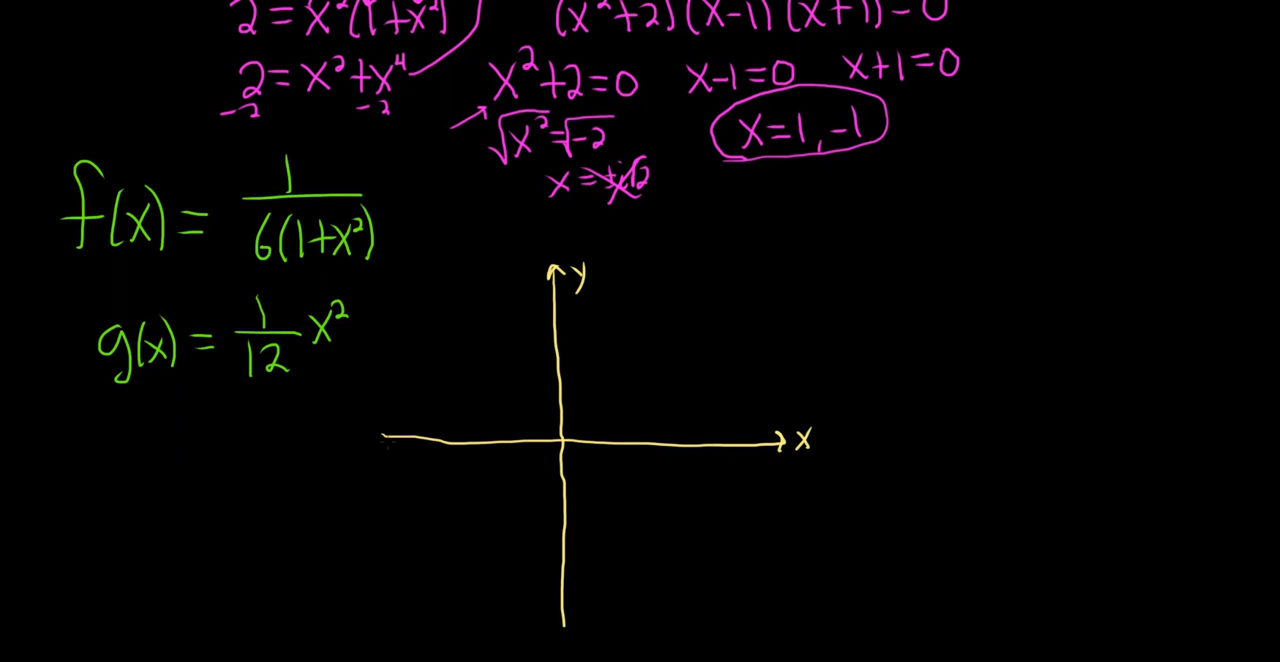 2 = x²(1+x²) (x²+2)(x-1)(x+1) = 0
2 = x²+x⁴ x²+2=0 x-1=0 x+1=0
-2 -2
√x² = √-2 x=1,-1
x =
f(x) = 1/6(1+x²)
g(x) = 1/12 x²
y
x